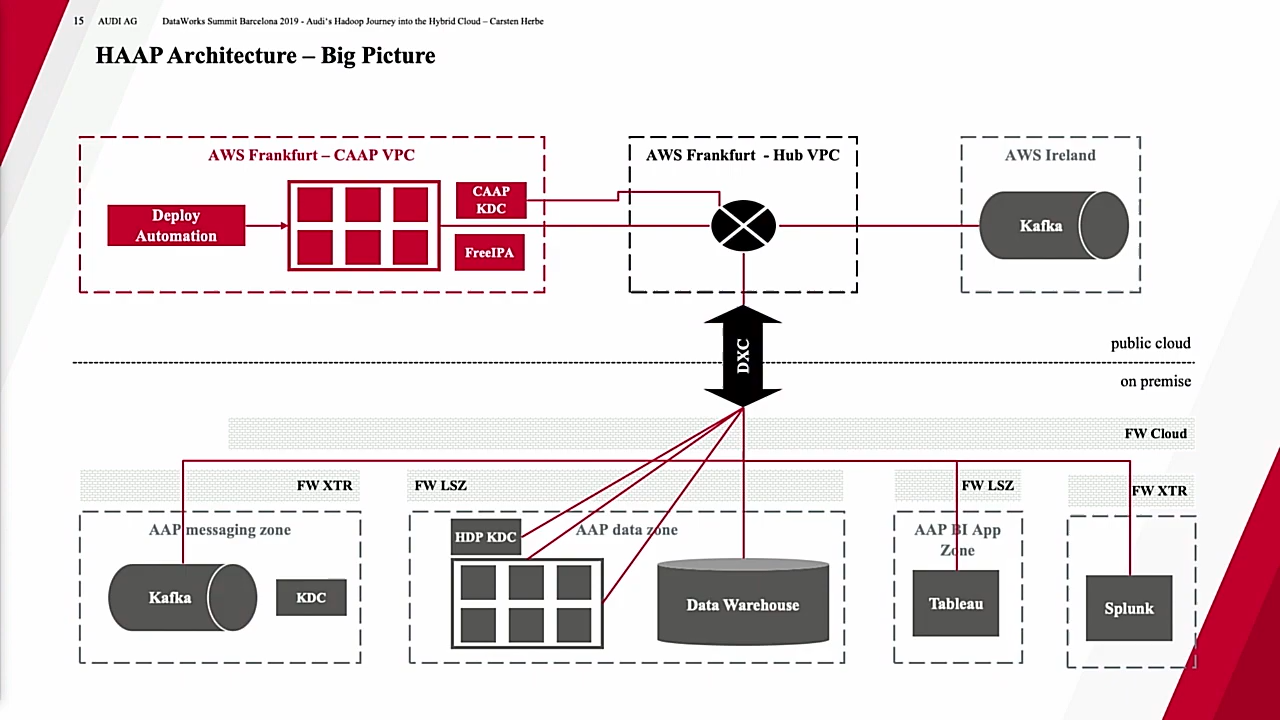 15 AUDI AG DataWorks Summit Barcelona 2019 - Audi's Hadoop Journey into the Hybrid Cloud – Carsten Herbe
HAAP Architecture – Big Picture
AWS Frankfurt – CAAP VPC
AWS Frankfurt - Hub VPC
AWS Ireland
Deploy
Automation
CAAP
KDC
FreeIPA
Kafka
DXC
public cloud
on premise
FW Cloud
FW XTR
FW LSZ
FW LSZ
FW XTR
AAP messaging zone
Kafka
KDC
AAP data zone
HDP KDC
Data Warehouse
AAP BI App
Zone
Tableau
Splunk